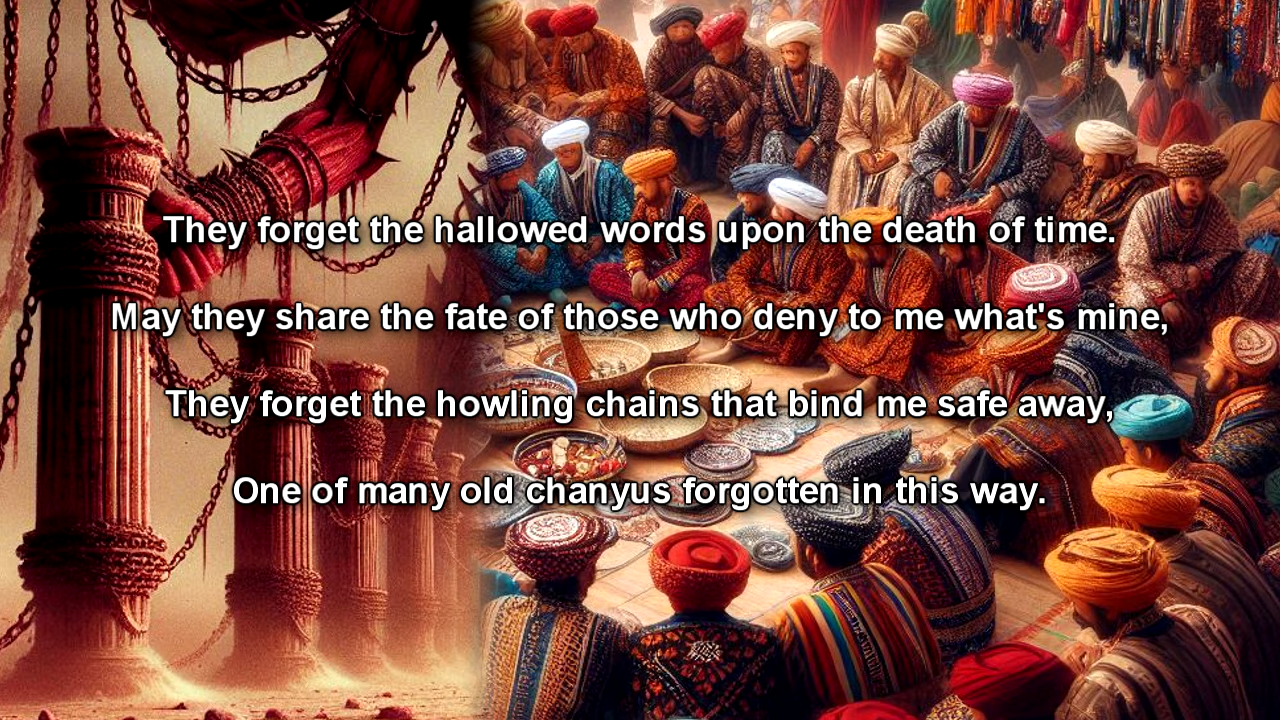 They forget the hallowed words upon the death of time.
May they share the fate of those who deny to me what's mine,
They forget the howling chains that bind me safe away,
One of many old chanyus forgotten in this way.